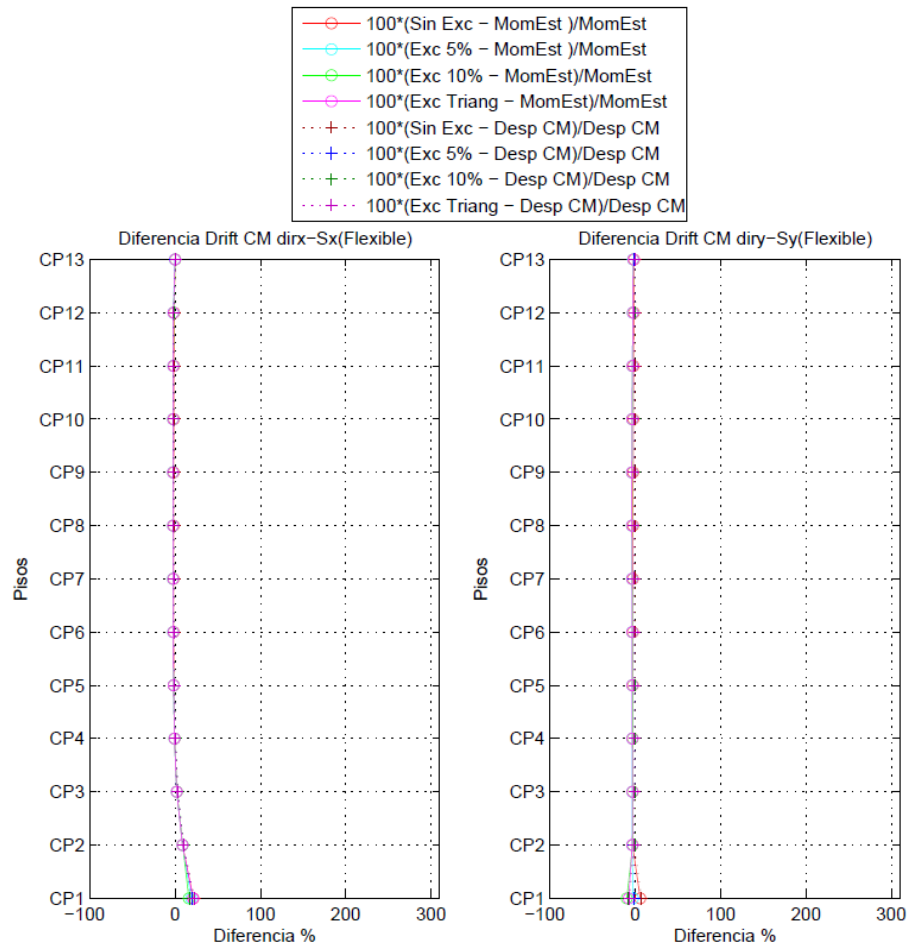 100*(Sin Exc − MomEst )/MomEst
100*(Exc 5% − MomEst )/MomEst
100*(Exc 10% − MomEst)/MomEst
100*(Exc Triang − MomEst)/MomEst
100*(Sin Exc − Desp CM)/Desp CM
100*(Exc 5% − Desp CM)/Desp CM
100*(Exc 10% − Desp CM)/Desp CM
100*(Exc Triang − Desp CM)/Desp CM
Diferencia Drift CM dirx−Sx(Flexible)
CP13
CP12
CP11
CP10
CP9
CP8
CP7
CP6
CP5
CP4
CP3
CP2
CP1
Pisos
−100 0 100 200 300
Diferencia %
Diferencia Drift CM diry−Sy(Flexible)
CP13
CP12
CP11
CP10
CP9
CP8
CP7
CP6
CP5
CP4
CP3
CP2
CP1
Pisos
−100 0 100 200 300
Diferencia %